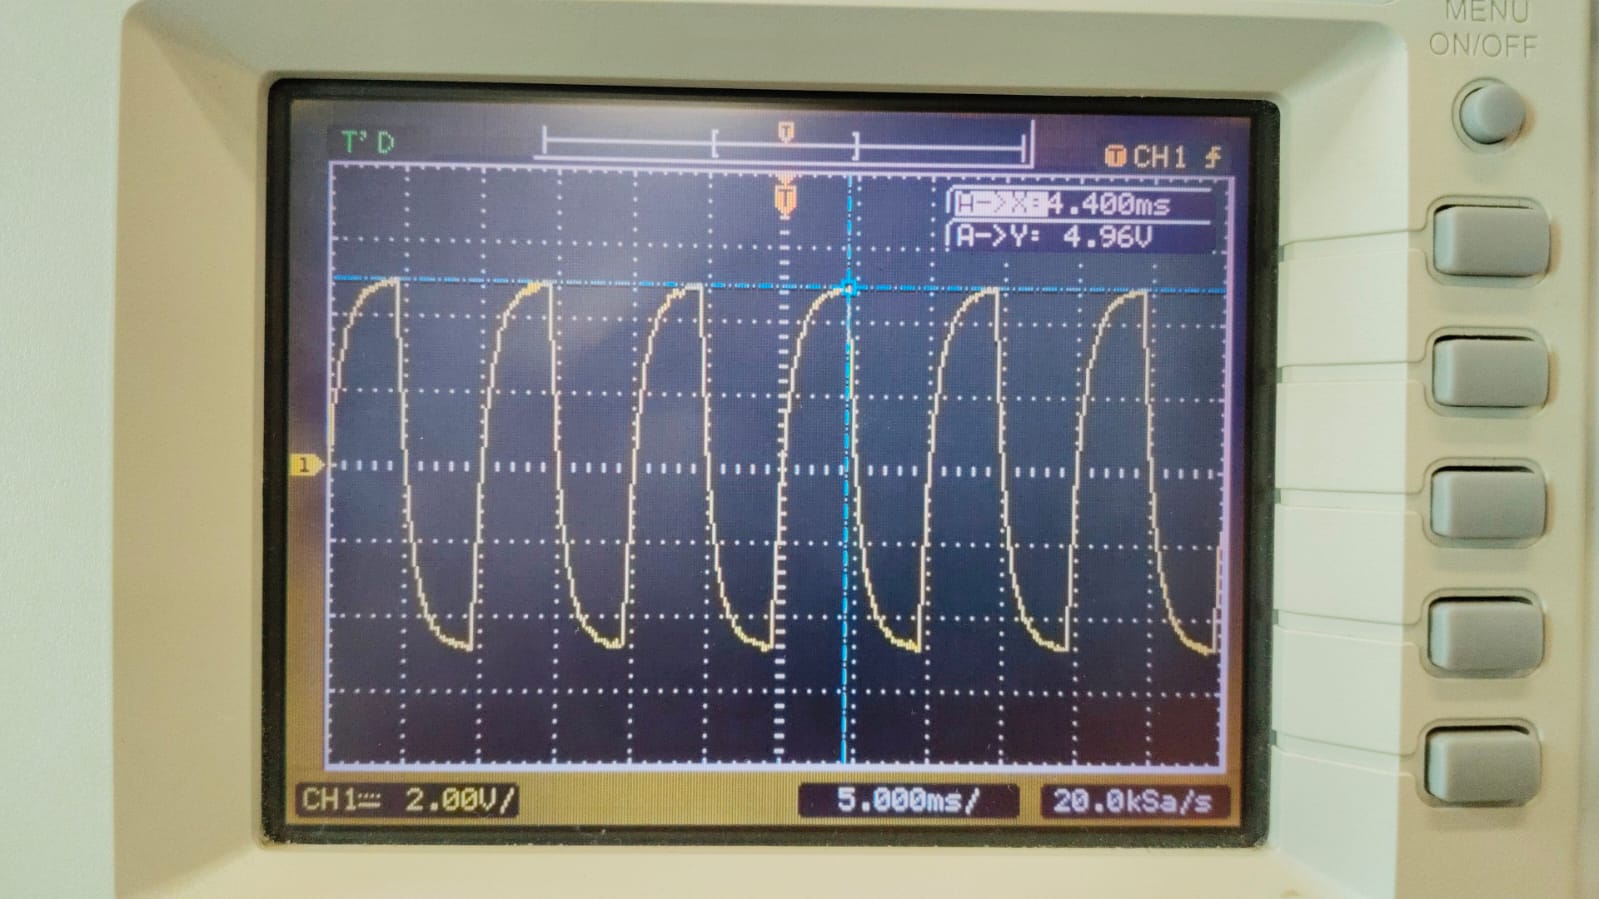 MENU
ON/OFF
T' D
T
T CH1
T
A->X: 4.400ms
A->Y: 4.96V
1
CH1 2.00V/
5.000ms/
20.0kSa/s